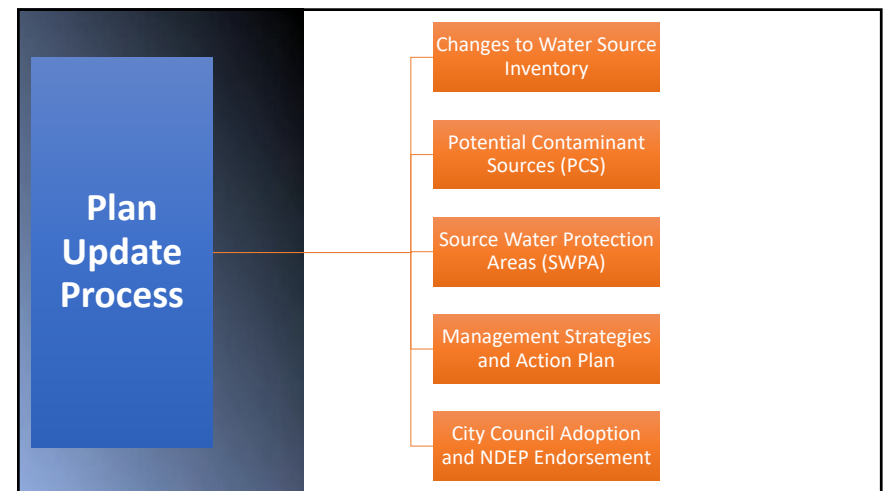 Plan
Update
Process
Changes to Water Source
Inventory
Potential Contaminant
Sources (PCS)
Source Water Protection
Areas (SWPA)
Management Strategies
and Action Plan
City Council Adoption
and NDEP Endorsement